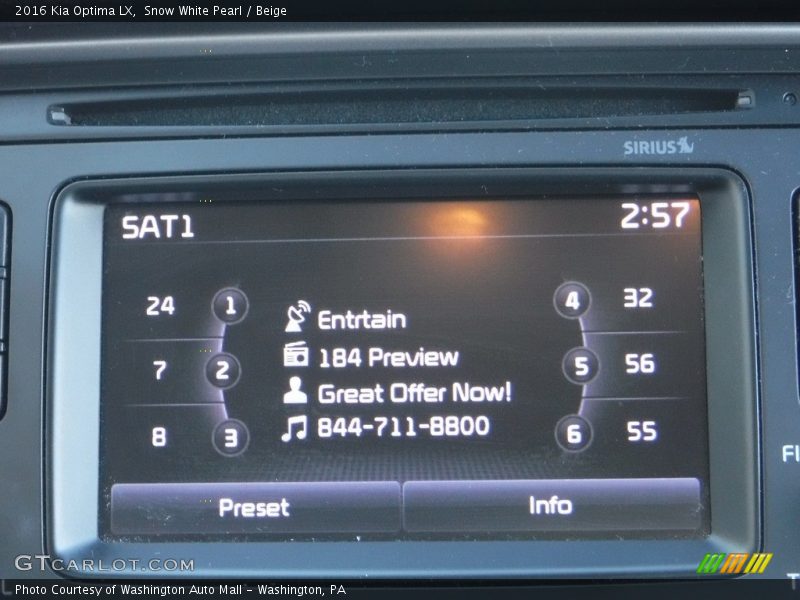 2016 Kia Optima LX,  Snow White Pearl / Beige
SIRIUS
SAT1
2:57
24 1
7 2
8 3
Entrtain
184 Preview
Great Offer Now!
844-711-8800
4 32
5 56
6 55
Preset
Info
FL
GTCARLOT.COM
Photo Courtesy of Washington Auto Mall - Washington, PA